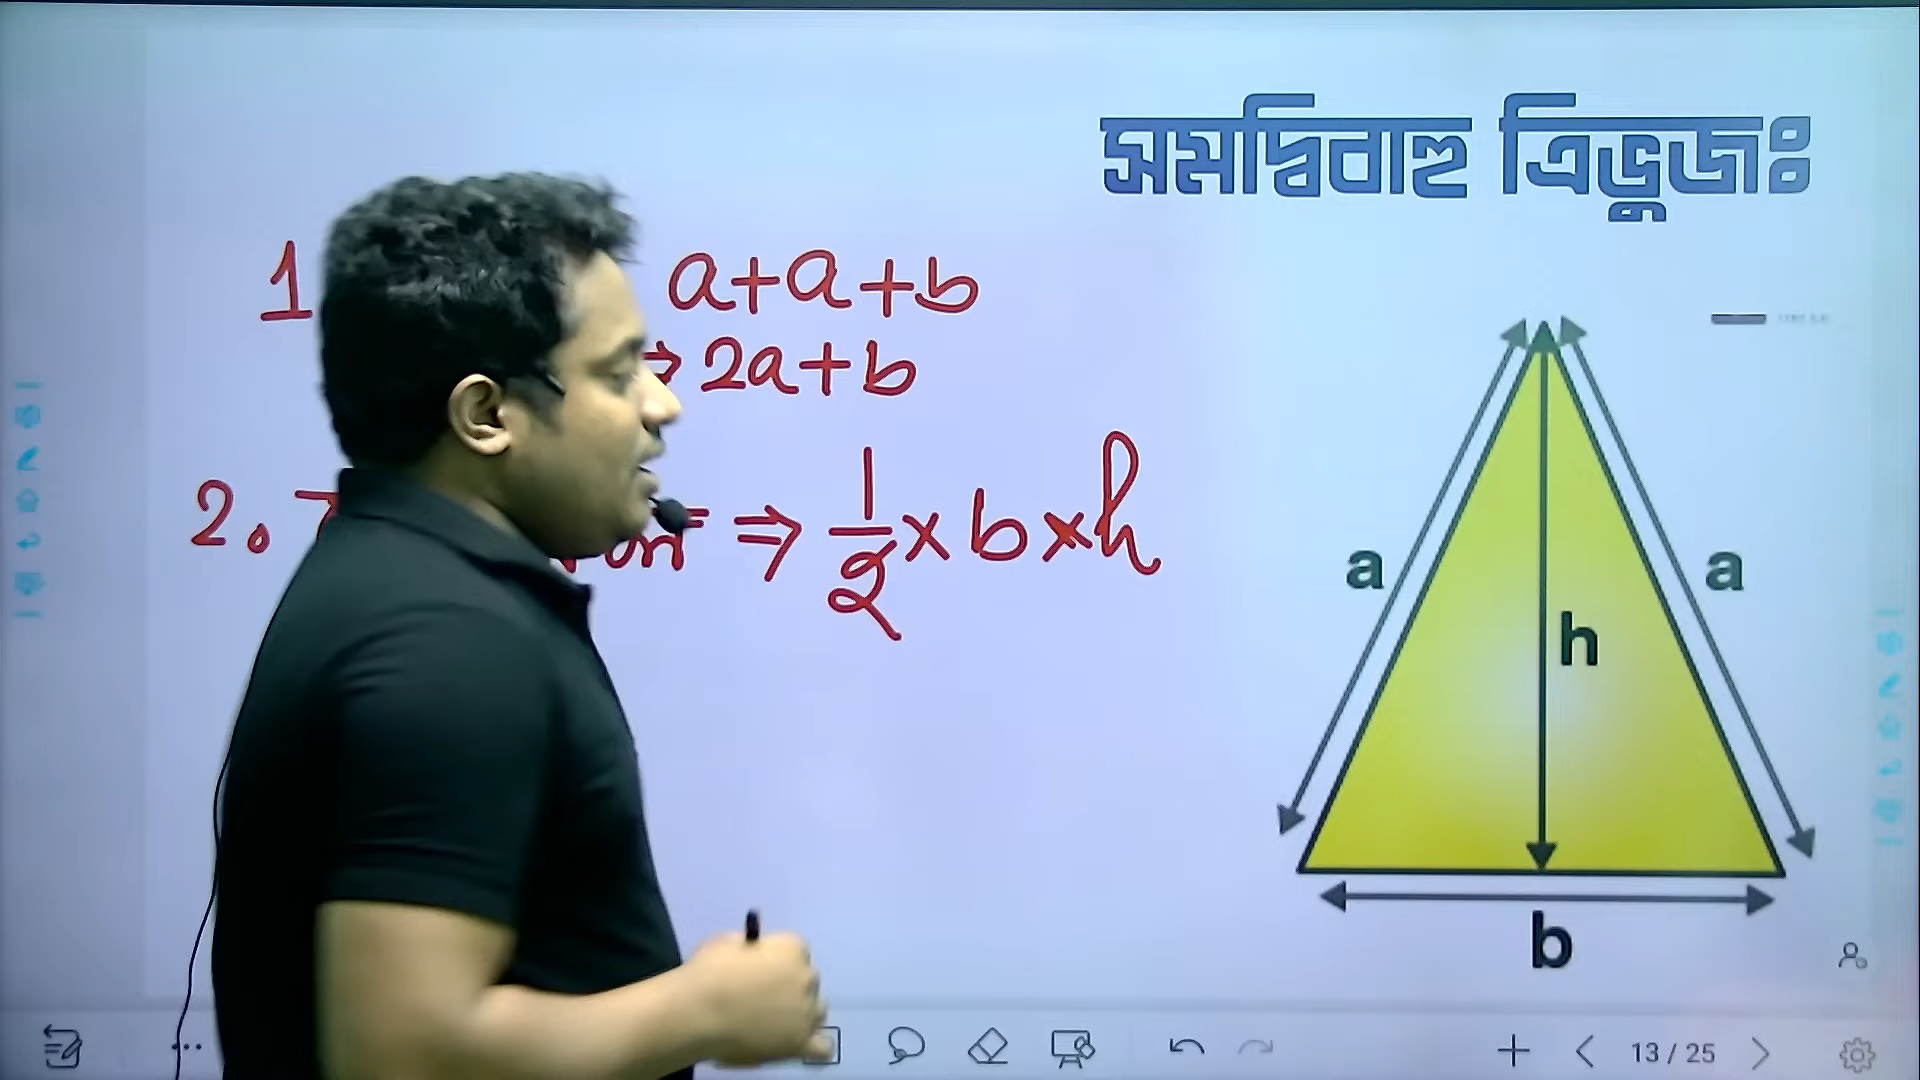 সমদ্বিবাহু ত্রিভুজঃ
1 a+a+b
⇒ 2a+b
2. ⇒ 1/2 × b × h
a
a
h
b
13 / 25